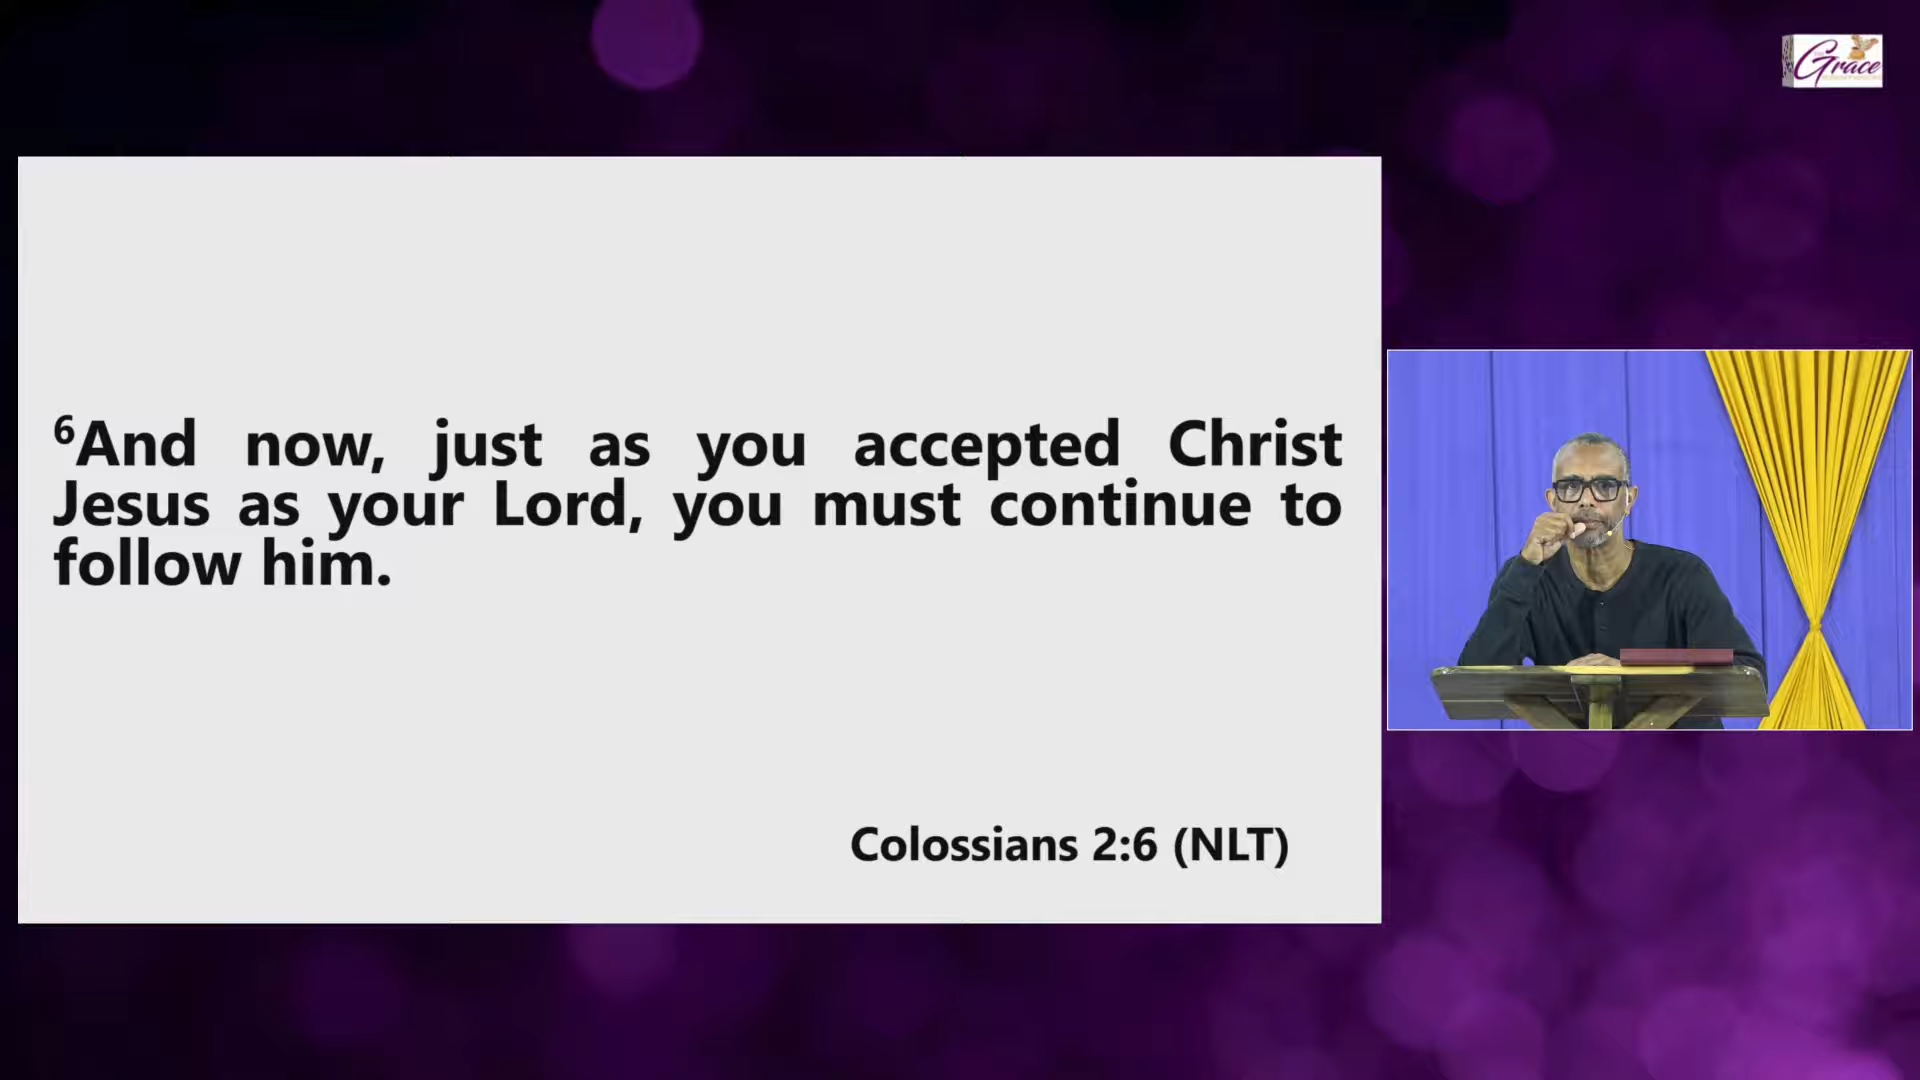 Grace
⁶And now, just as you accepted Christ
Jesus as your Lord, you must continue to
follow him.
Colossians 2:6 (NLT)